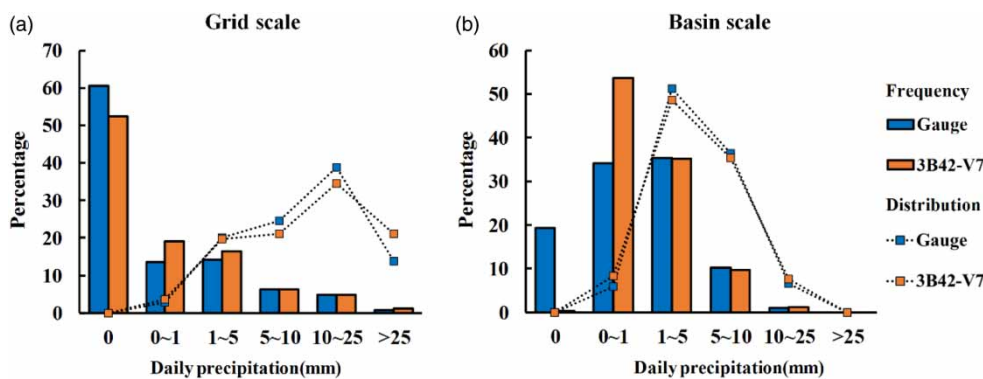 (a) Grid scale
Percentage
70
60
50
40
30
20
10
0
0 0~1 1~5 5~10 10~25 >25
Daily precipitation(mm)
(b) Basin scale
Percentage
60
50
40
30
20
10
0
0 0~1 1~5 5~10 10~25 >25
Daily precipitation(mm)
Frequency
Gauge
3B42-V7
Distribution
Gauge
3B42-V7